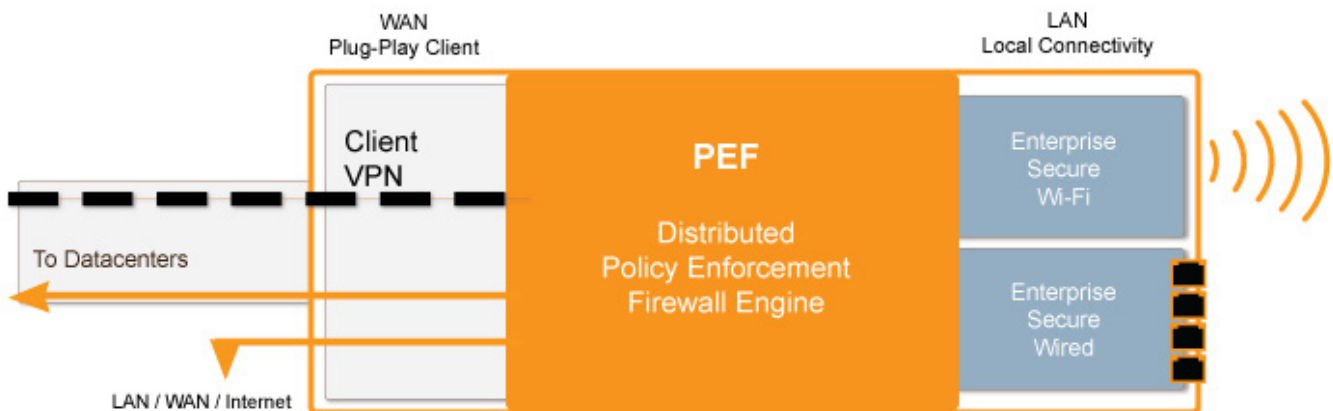 WAN
Plug-Play Client
LAN
Local Connectivity
Client
VPN
To Datacenters
LAN / WAN / Internet
PEF
Distributed
Policy Enforcement
Firewall Engine
Enterprise
Secure
Wi-Fi
Enterprise
Secure
Wired